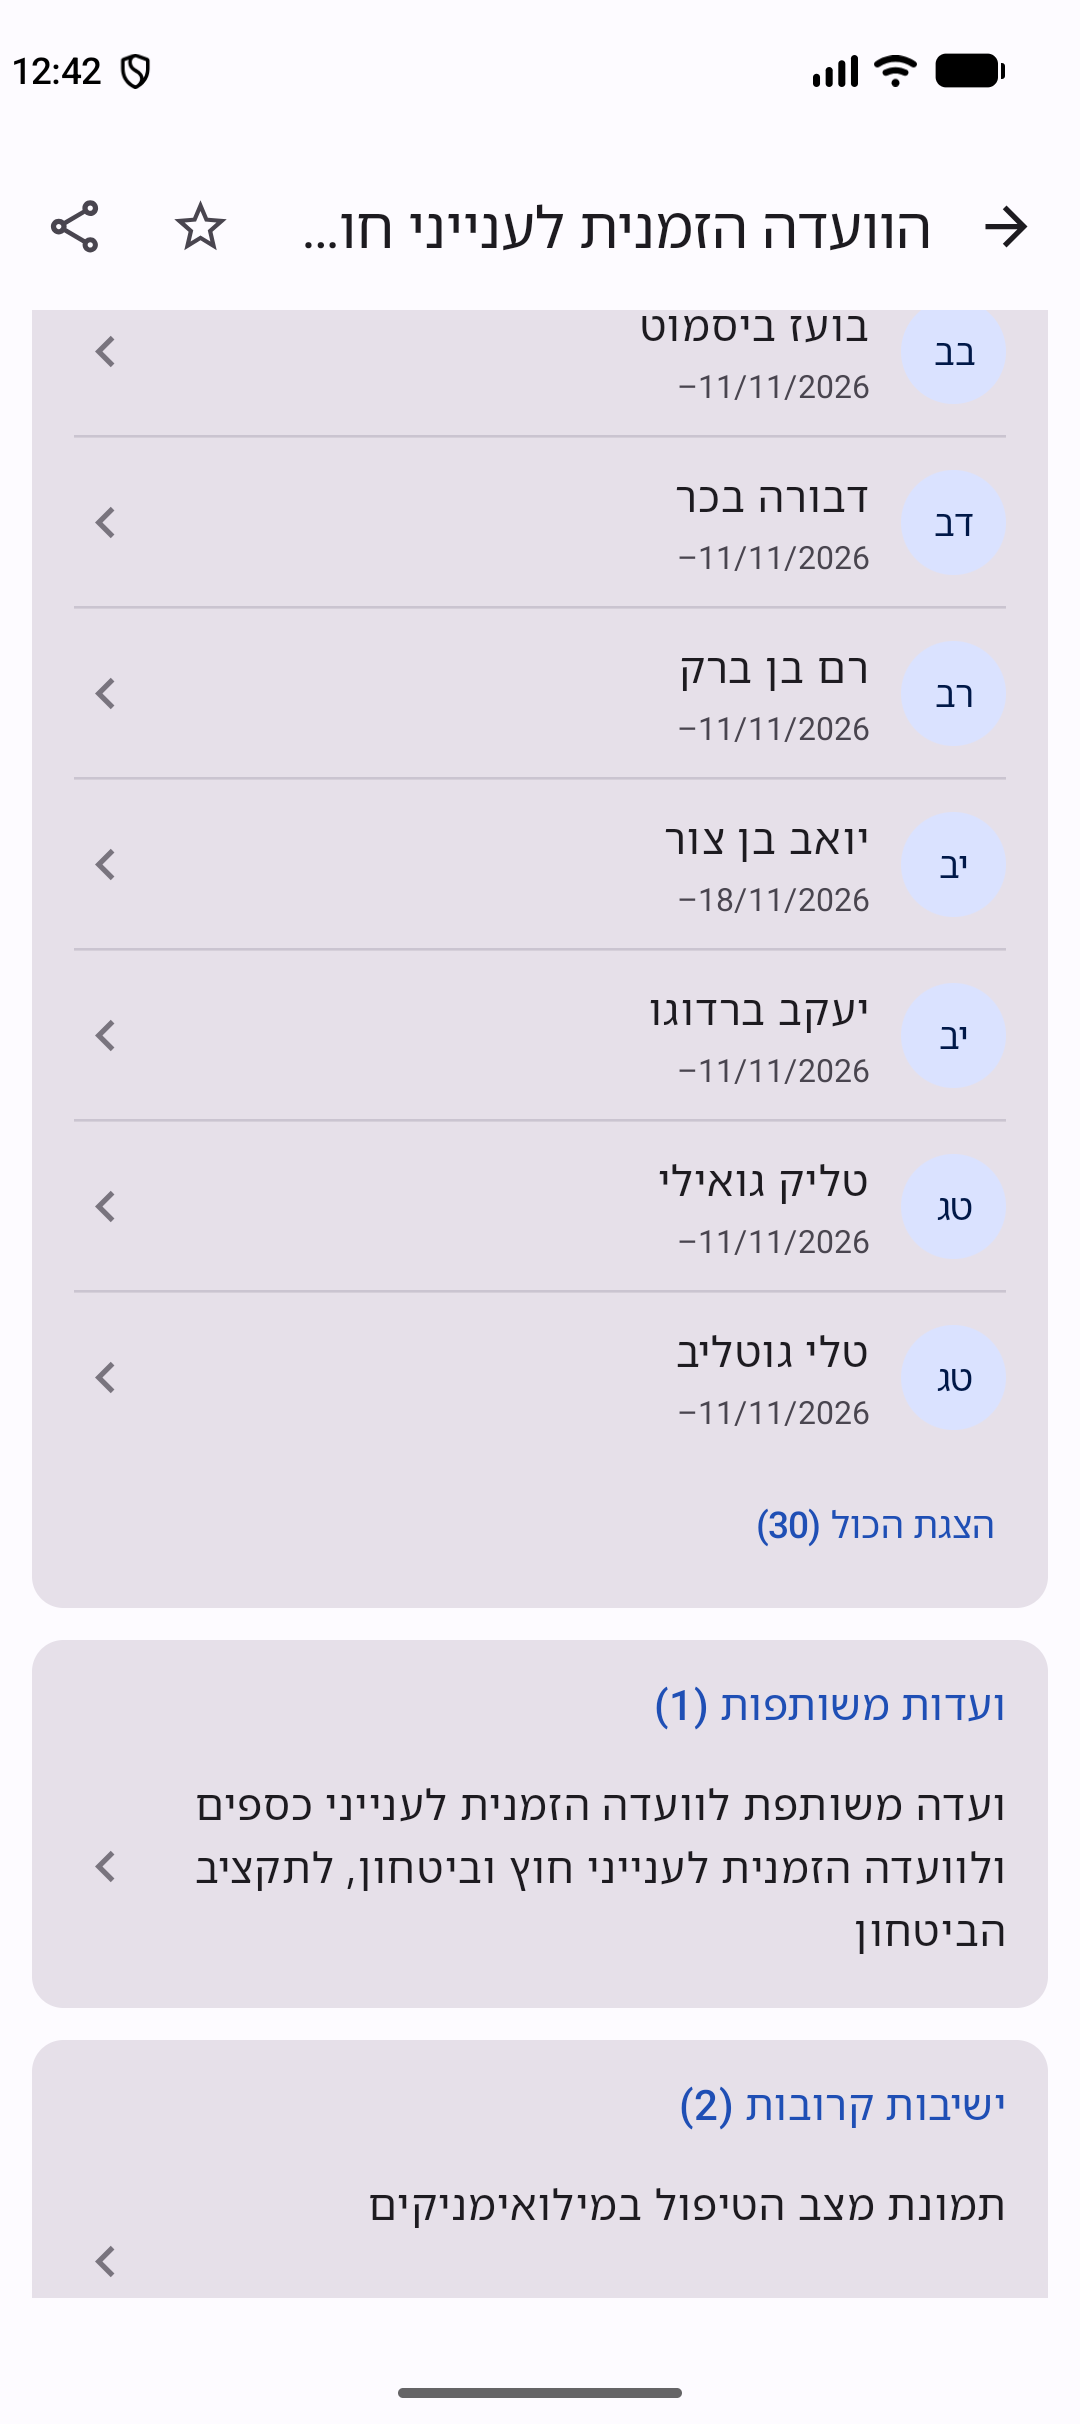 12:42
הוועדה הזמנית לענייני חו...
בב
בועז ביסמוט
11/11/2026–
דב
דבורה בכר
11/11/2026–
רב
רם בן ברק
11/11/2026–
יב
יואב בן צור
18/11/2026–
יב
יעקב ברדוגו
11/11/2026–
טג
טליק גואילי
11/11/2026–
טג
טלי גוטליב
11/11/2026–
הצגת הכול (30)
ועדות משותפות (1)
ועדה משותפת לוועדה הזמנית לענייני כספים
ולוועדה הזמנית לענייני חוץ וביטחון, לתקציב
הביטחון
ישיבות קרובות (2)
תמונת מצב הטיפול במילואימניקים